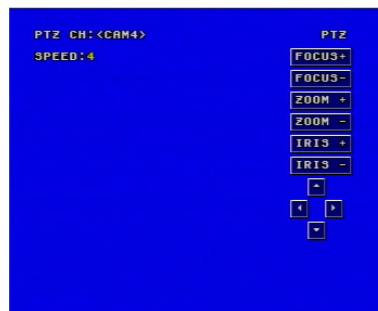 PTZ CH:<CAM4> PTZ
SPEED:4
FOCUS+
FOCUS-
ZOOM +
ZOOM -
IRIS +
IRIS -